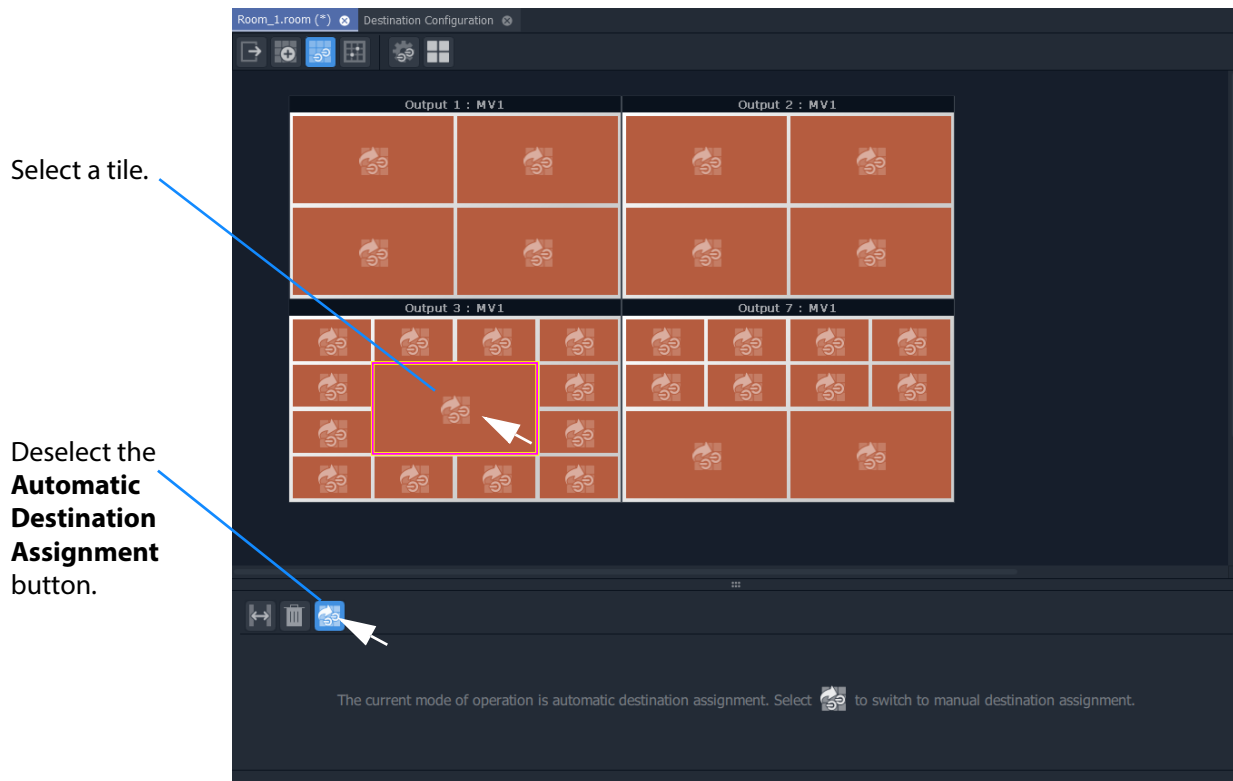 Room_1.room (*)
Destination Configuration
Output 1 : MV1
Output 2 : MV1
Select a tile.
Output 3 : MV1
Output 7 : MV1
Deselect the
Automatic
Destination
Assignment
button.
The current mode of operation is automatic destination assignment. Select to switch to manual destination assignment.